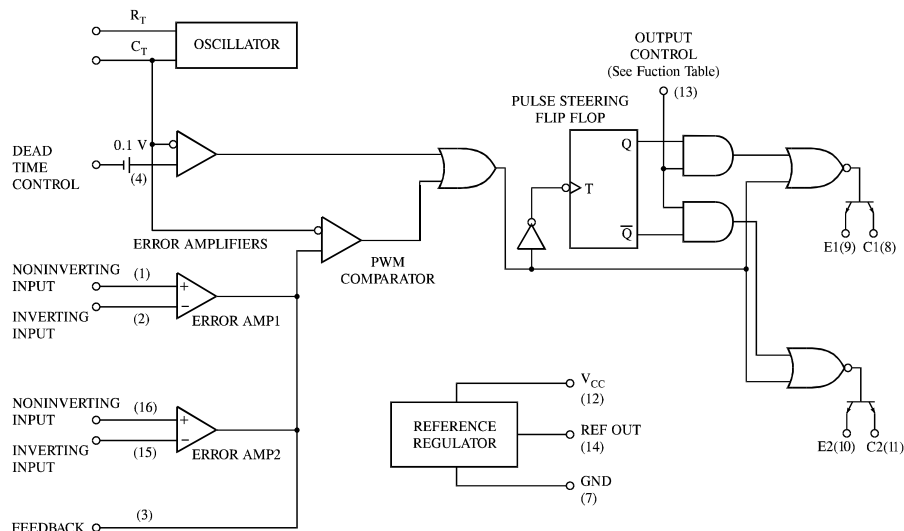 R_T
OSCILLATOR
C_T
OUTPUT
CONTROL
(See Fuction Table)
(13)
PULSE STEERING
FLIP FLOP
DEAD
TIME
CONTROL
0.1 V
(4)
Q
T
Q̅
E1(9)
C1(8)
ERROR AMPLIFIERS
PWM
COMPARATOR
NONINVERTING
INPUT
(1)
+
−
INVERTING
INPUT
(2)
ERROR AMP1
NONINVERTING
INPUT
(16)
+
−
INVERTING
INPUT
(15)
ERROR AMP2
V_CC
(12)
REFERENCE
REGULATOR
REF OUT
(14)
GND
(7)
E2(10)
C2(11)
FEEDBACK
(3)